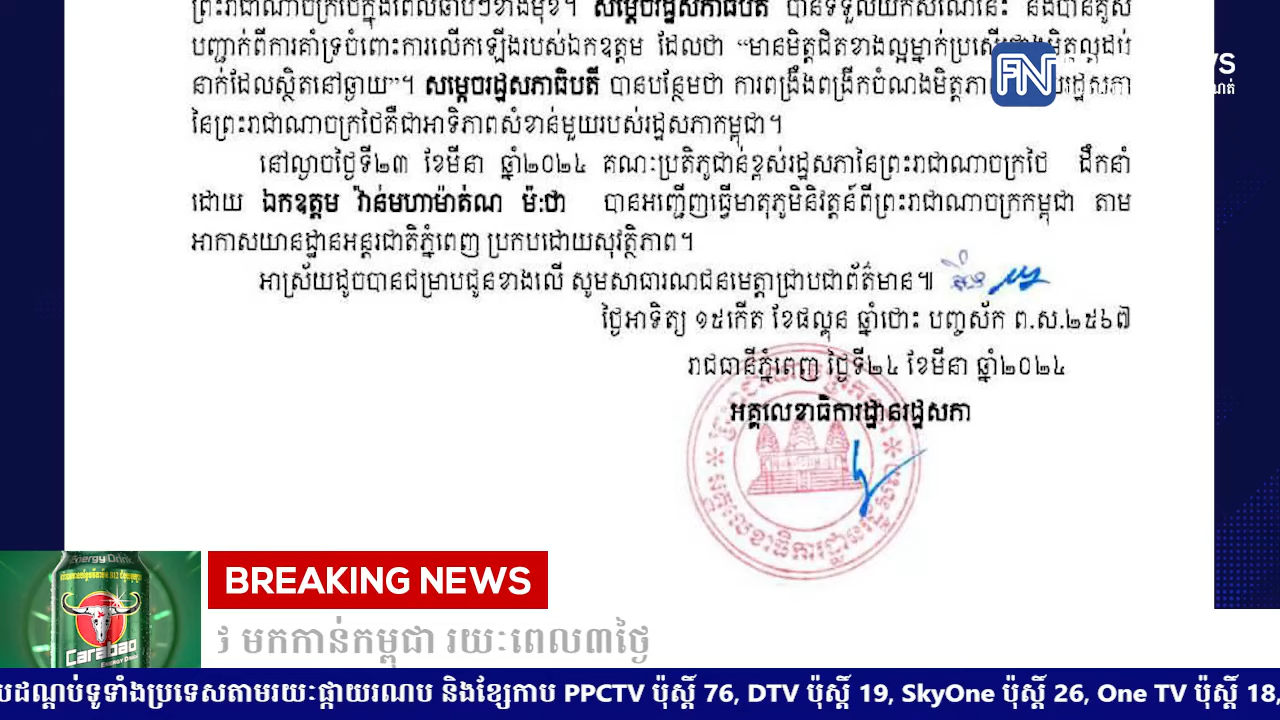 ព្រះរាជាណាចក្រថៃក្នុងពេលឆាប់ៗខាងមុខ។ សម្តេចរដ្ឋសភាធិបតី បានទទួលយកសំណើនេះ និងបានគូស
បញ្ជាក់ពីការគាំទ្រចំពោះការលើកឡើងរបស់ឯកឧត្តម ដែលថា “មានមិត្តជិតខាងល្អម្នាក់ប្រសើរជាងមិត្តល្អដប់
នាក់ដែលស្ថិតនៅឆ្ងាយ”។ សម្តេចរដ្ឋសភាធិបតី បានបន្ថែមថា ការពង្រឹងពង្រីកចំណងមិត្តភាព រដ្ឋសភា
នៃព្រះរាជាណាចក្រថៃគឺជាអាទិភាពសំខាន់មួយរបស់រដ្ឋសភាកម្ពុជា។
នៅល្ងាចថ្ងៃទី២៣ ខែមីនា ឆ្នាំ២០២៤ គណៈប្រតិភូជាន់ខ្ពស់រដ្ឋសភានៃព្រះរាជាណាចក្រថៃ ដឹកនាំ
ដោយ ឯកឧត្តម វ៉ាន់មហាម៉ាត់ណ ម៉ៈថា បានអញ្ជើញធ្វើមាតុភូមិនិវត្តន៍ពីព្រះរាជាណាចក្រកម្ពុជា តាម
អាកាសយានដ្ឋានអន្តរជាតិភ្នំពេញ ប្រកបដោយសុវត្ថិភាព។
អាស្រ័យដូចបានជម្រាបជូនខាងលើ សូមសាធារណជនមេត្តាជ្រាបជាព័ត៌មាន៕
ថ្ងៃអាទិត្យ ១៥កើត ខែផល្គុន ឆ្នាំថោះ បញ្ចស័ក ព.ស.២៥៦៧
រាជធានីភ្នំពេញ ថ្ងៃទី២៤ ខែមីនា ឆ្នាំ២០២៤
អគ្គលេខាធិការដ្ឋានរដ្ឋសភា
FN
Energy Drink
Carabao
ENERGY DRINK
BREAKING NEWS
មកកាន់កម្ពុជា រយៈពេល៣ថ្ងៃ
បដណ្តប់ទូទាំងប្រទេសតាមរយៈផ្កាយរណប និងខ្សែកាប PPCTV ប៉ុស្តិ៍ 76, DTV ប៉ុស្តិ៍ 19, SkyOne ប៉ុស្តិ៍ 26, One TV ប៉ុស្តិ៍ 18,